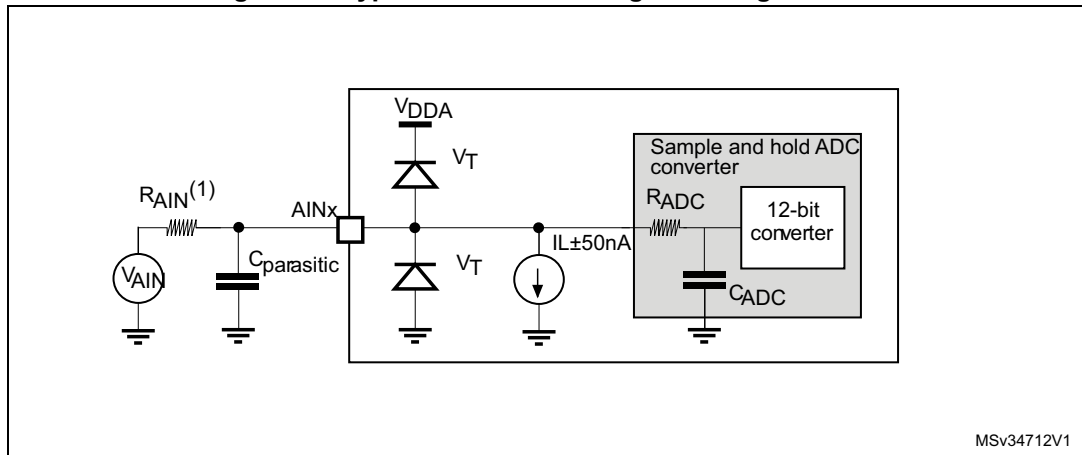 V_DDA
V_T
Sample and hold ADC
converter
R_AIN(1)
AINx
R_ADC
12-bit
converter
IL±50nA
C_parasitic
V_T
V_AIN
C_ADC
MSv34712V1